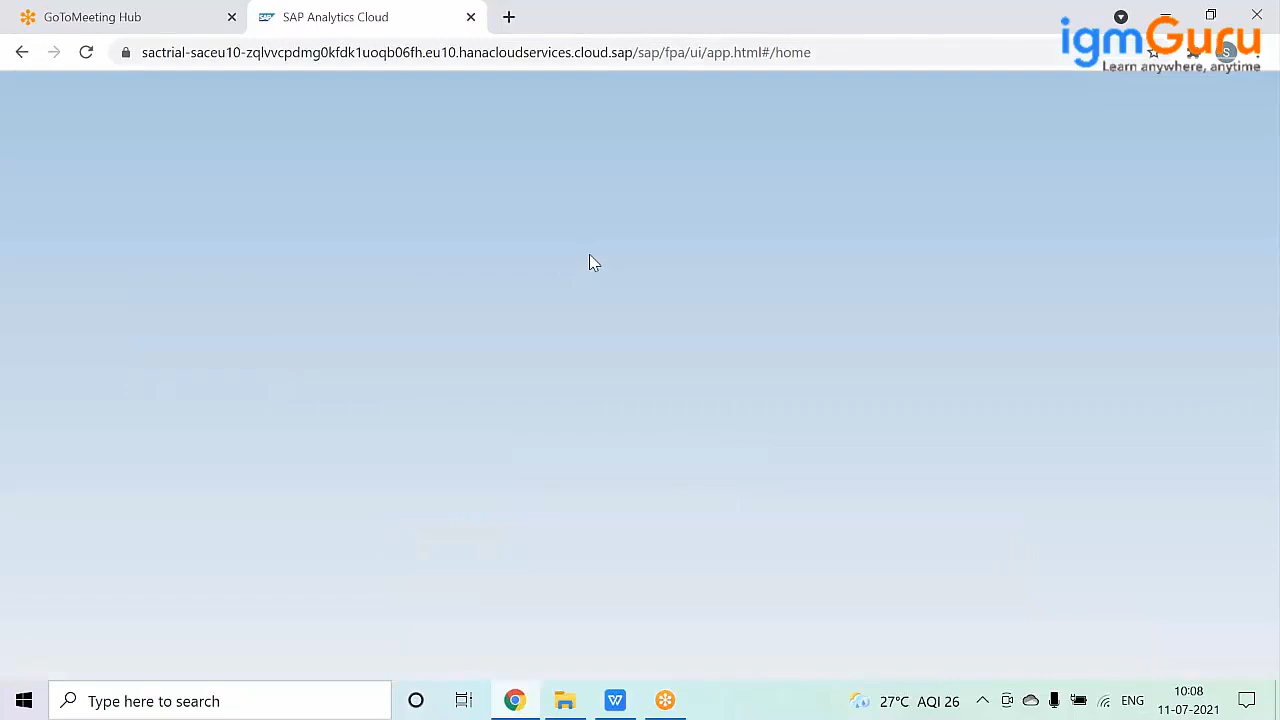 GoToMeeting Hub
SAP SAP Analytics Cloud
sactrial-saceu10-zqlvvcpdmg0kfdk1uoqb06fh.eu10.hanacloudservices.cloud.sap/sap/fpa/ui/app.html#/home
S
igmGuru
Learn anywhere, anytime
Type here to search
W
27°C AQI 26
ENG
10:08
11-07-2021